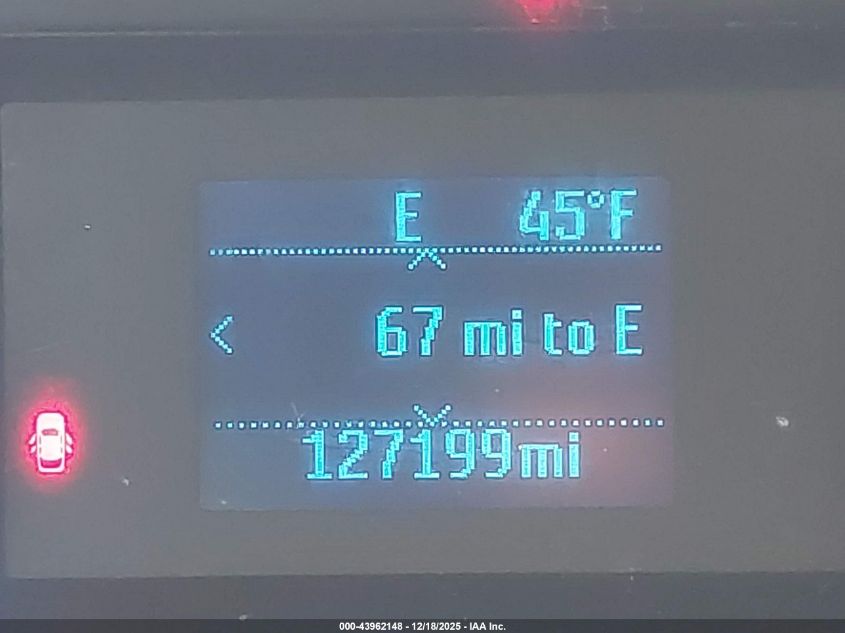 E 45°F
< 67 mi to E
127199mi
000-43962148 - 12/18/2025 - IAA Inc.